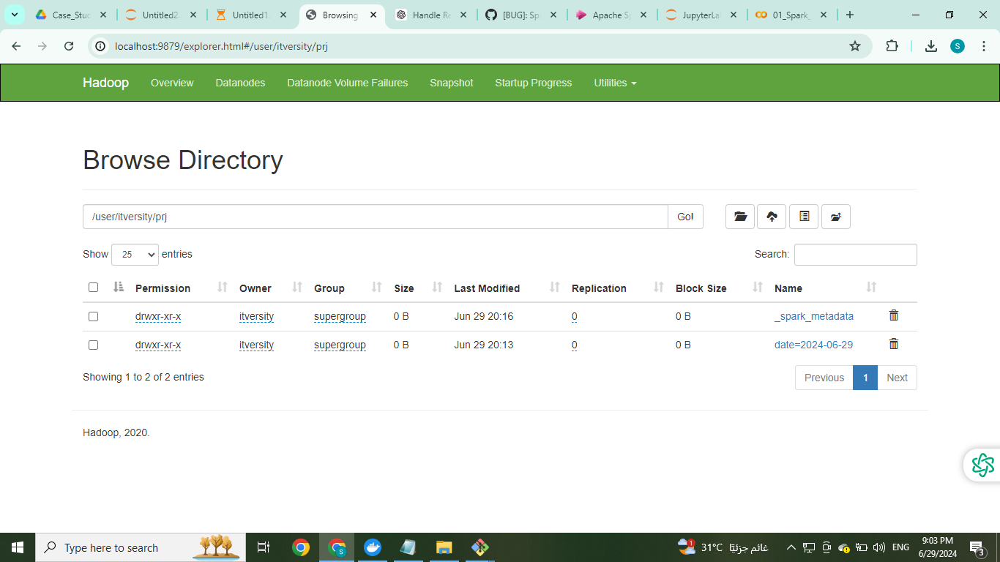 Case_Stuc
Untitled2.
Untitled1
Browsing
Handle Re
[BUG]: Sp
Apache Sp
JupyterLa
01_Spark_
localhost:9879/explorer.html#/user/itversity/prj
S
Hadoop Overview Datanodes Datanode Volume Failures Snapshot Startup Progress Utilities
Browse Directory
/user/itversity/prj Go!
Show 25 entries Search:
Permission Owner Group Size Last Modified Replication Block Size Name
drwxr-xr-x itversity supergroup 0 B Jun 29 20:16 0 0 B _spark_metadata
drwxr-xr-x itversity supergroup 0 B Jun 29 20:13 0 0 B date=2024-06-29
Showing 1 to 2 of 2 entries Previous 1 Next
Hadoop, 2020.
Type here to search
1
31°C غائم جزئيًا
ENG
9:03 PM
6/29/2024
3